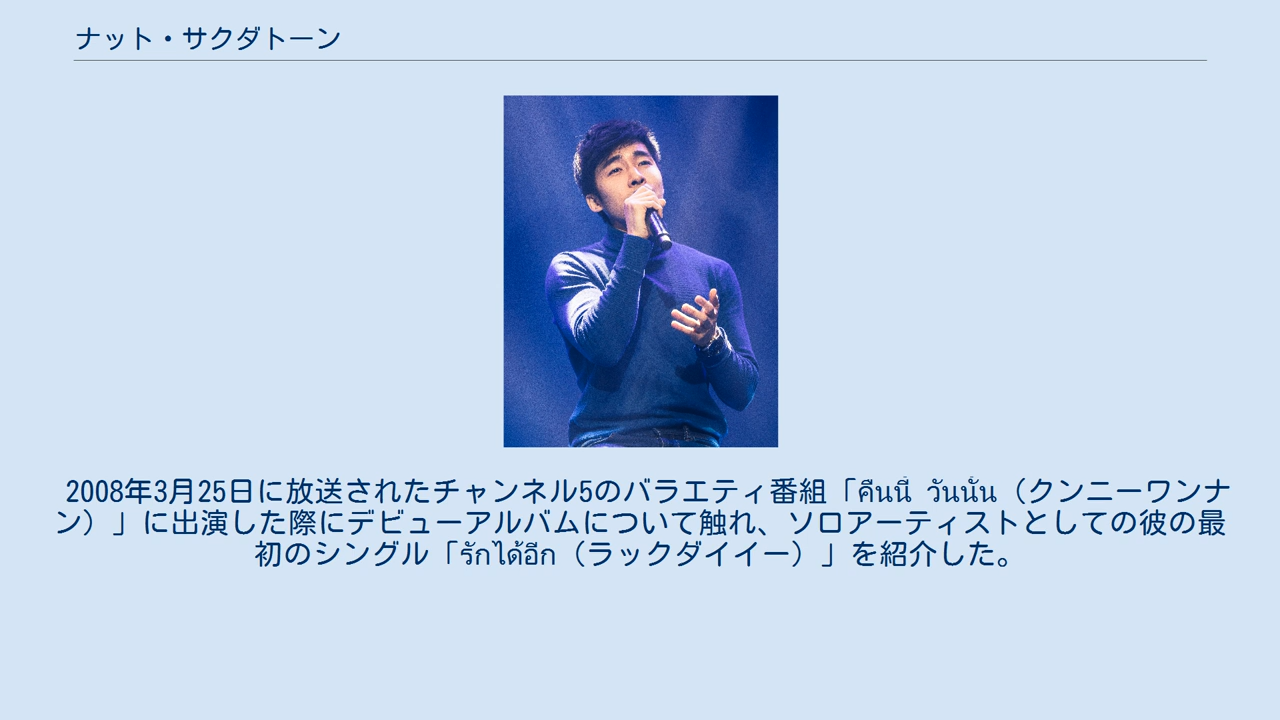 ナット・サクダトーン
2008年3月25日に放送されたチャンネル5のバラエティ番組「คืนนี้ วันนั้น（クンニーワンナ
ン）」に出演した際にデビューアルバムについて触れ、ソロアーティストとしての彼の最
初のシングル「รักได้อีก（ラックダイイー）」を紹介した。